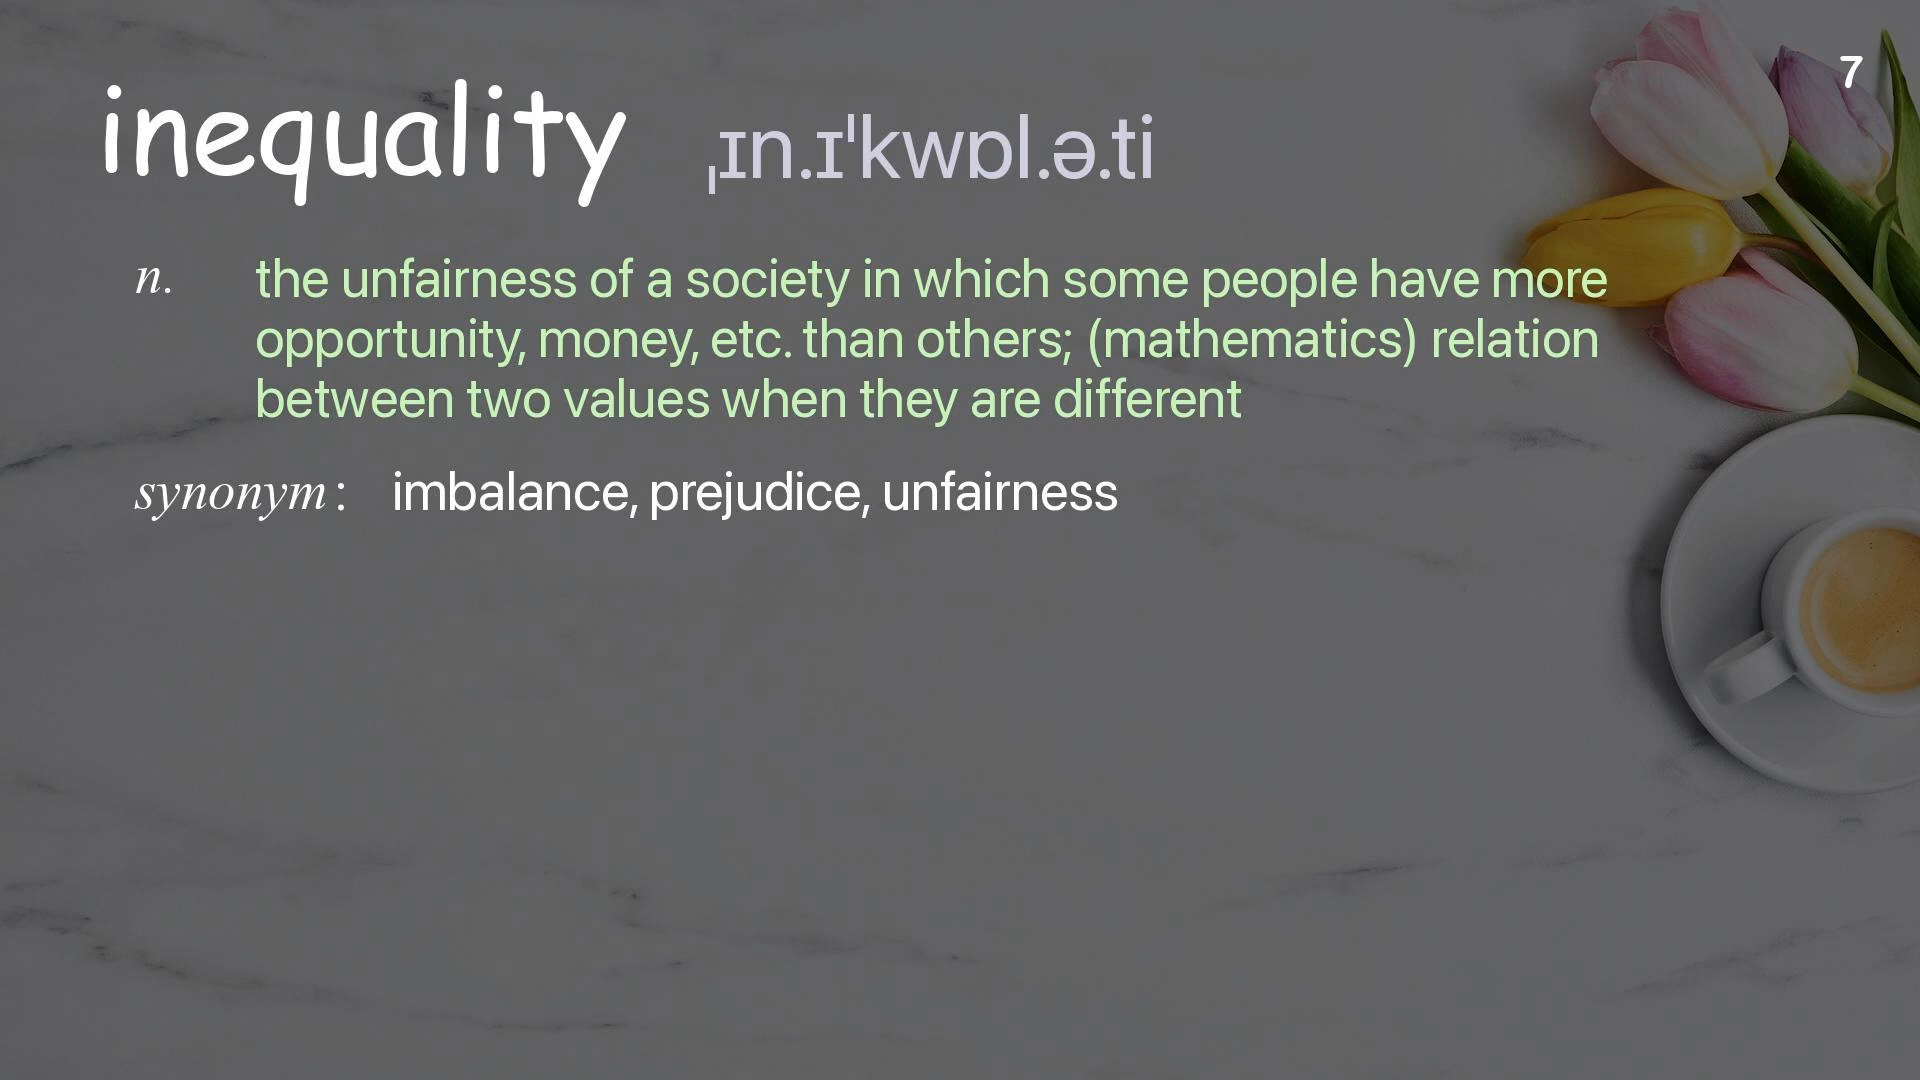 7
inequality ˌɪn.ɪˈkwɒl.ə.ti
n. the unfairness of a society in which some people have more
opportunity, money, etc. than others; (mathematics) relation
between two values when they are different
synonym: imbalance, prejudice, unfairness